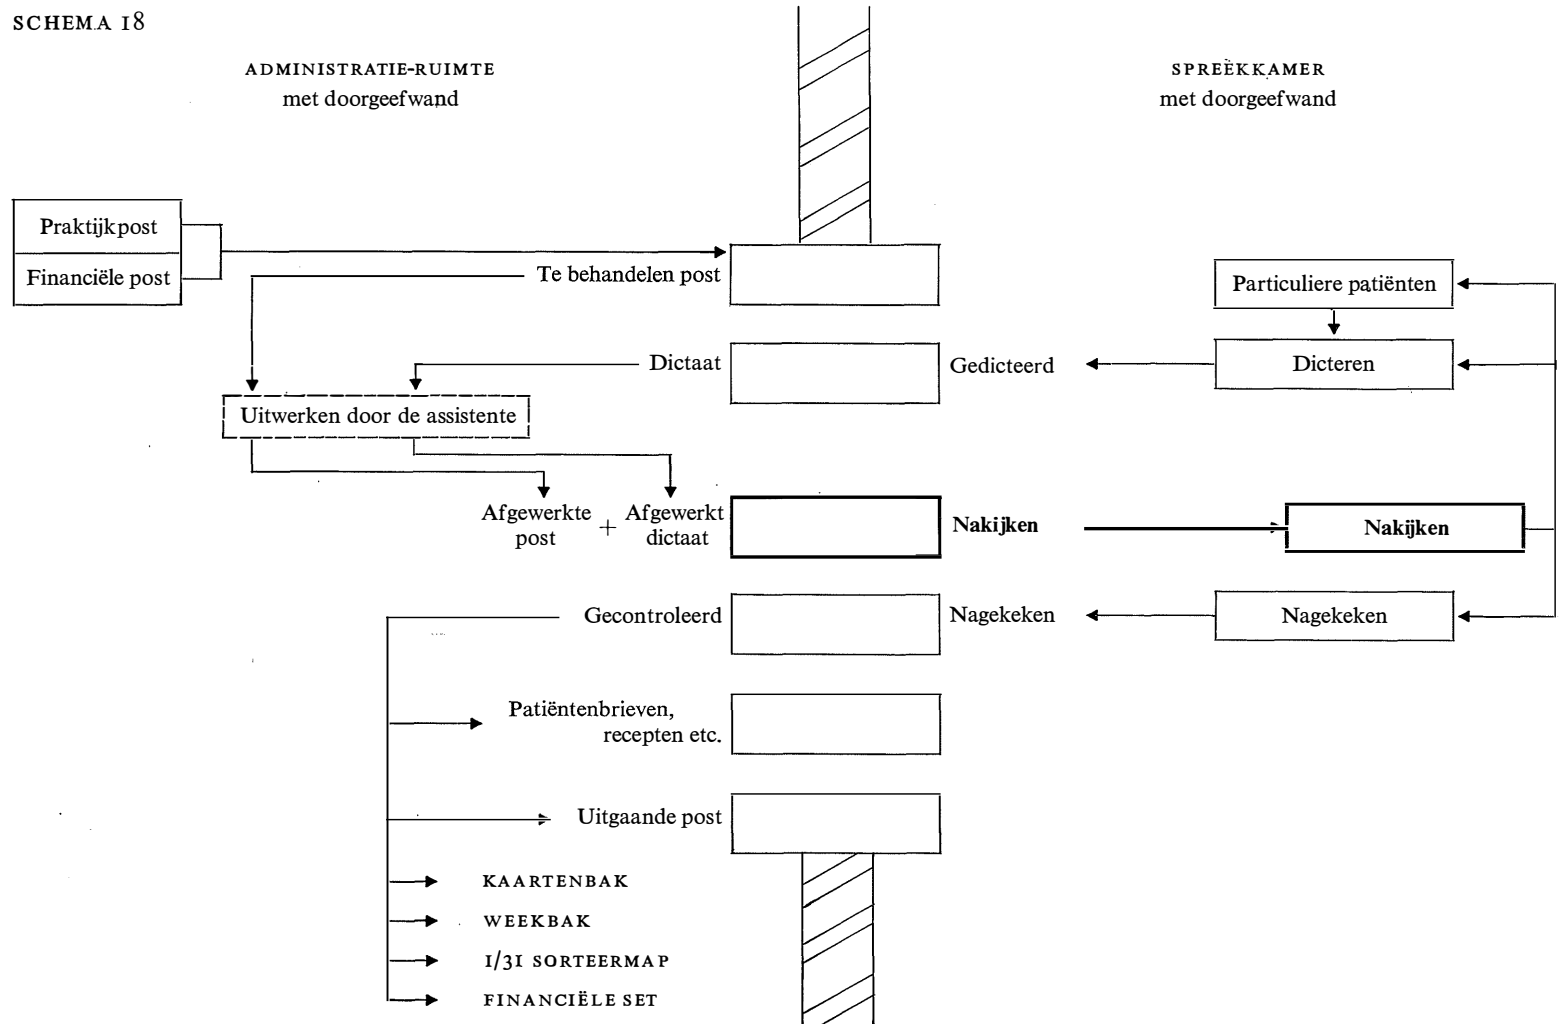 SCHEMA 18
ADMINISTRATIE-RUIMTE
met doorgeefwand
SPREEKKAMER
met doorgeefwand
Praktijkpost
Financiële post
Te behandelen post
Particuliere patiënten
Dictaat
Gedicteerd
Dicteren
Uitwerken door de assistente
Afgewerkte
post
+
Afgewerkt
dictaat
Nakijken
Nakijken
Gecontroleerd
Nagekeken
Nagekeken
Patiëntenbrieven,
recepten etc.
Uitgaande post
KAARTENBAK
WEEKBAK
1/31 SORTEERMAP
FINANCIËLE SET